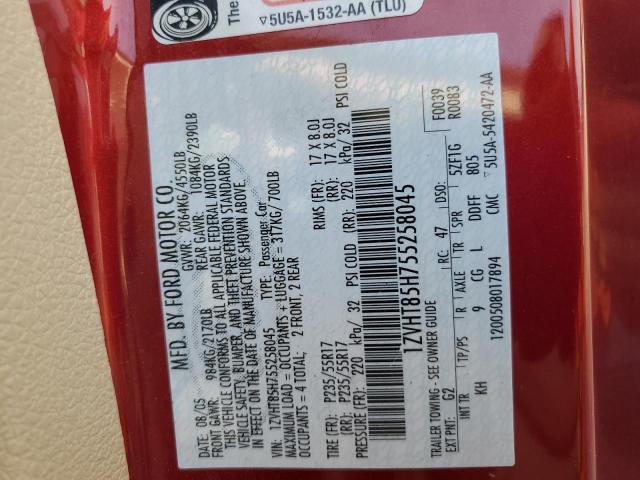 The
▽5U5A-1532-AA (TLU)
MFD. BY FORD MOTOR CO.
DATE: 08/05 GVWR: 2064KG/4550LB
FRONT GAWR: 984KG/2170LB REAR GAWR: 1084KG/2390LB
THIS VEHICLE CONFORMS TO ALL APPLICABLE FEDERAL MOTOR
VEHICLE SAFETY, BUMPER, AND THEFT PREVENTION STANDARDS
IN EFFECT ON THE DATE OF MANUFACTURE SHOWN ABOVE.
VIN: 1ZVHT85H755258045 TYPE: Passenger Car
MAXIMUM LOAD = OCCUPANTS + LUGGAGE = 317KG/700LB
OCCUPANTS = 4 TOTAL; 2 FRONT, 2 REAR
TIRE (FR): P235/55R17 RIMS (FR): 17 X 8.0J
(RR): P235/55R17 (RR): 17 X 8.0J
PRESSURE (FR): 220 kPa/ 32 PSI COLD (RR): 220 kPa/ 32 PSI COLD
1ZVHT85H755258045
TRAILER TOWING - SEE OWNER GUIDE F0039
EXT PNT: G2 RC: 47 DSO: R0083
INT TR TP/PS R AXLE TR SPR 5ZF1G
KH 9 CG L DDFF B05
1200508017894 CMC ▽5U5A-5420472-AA